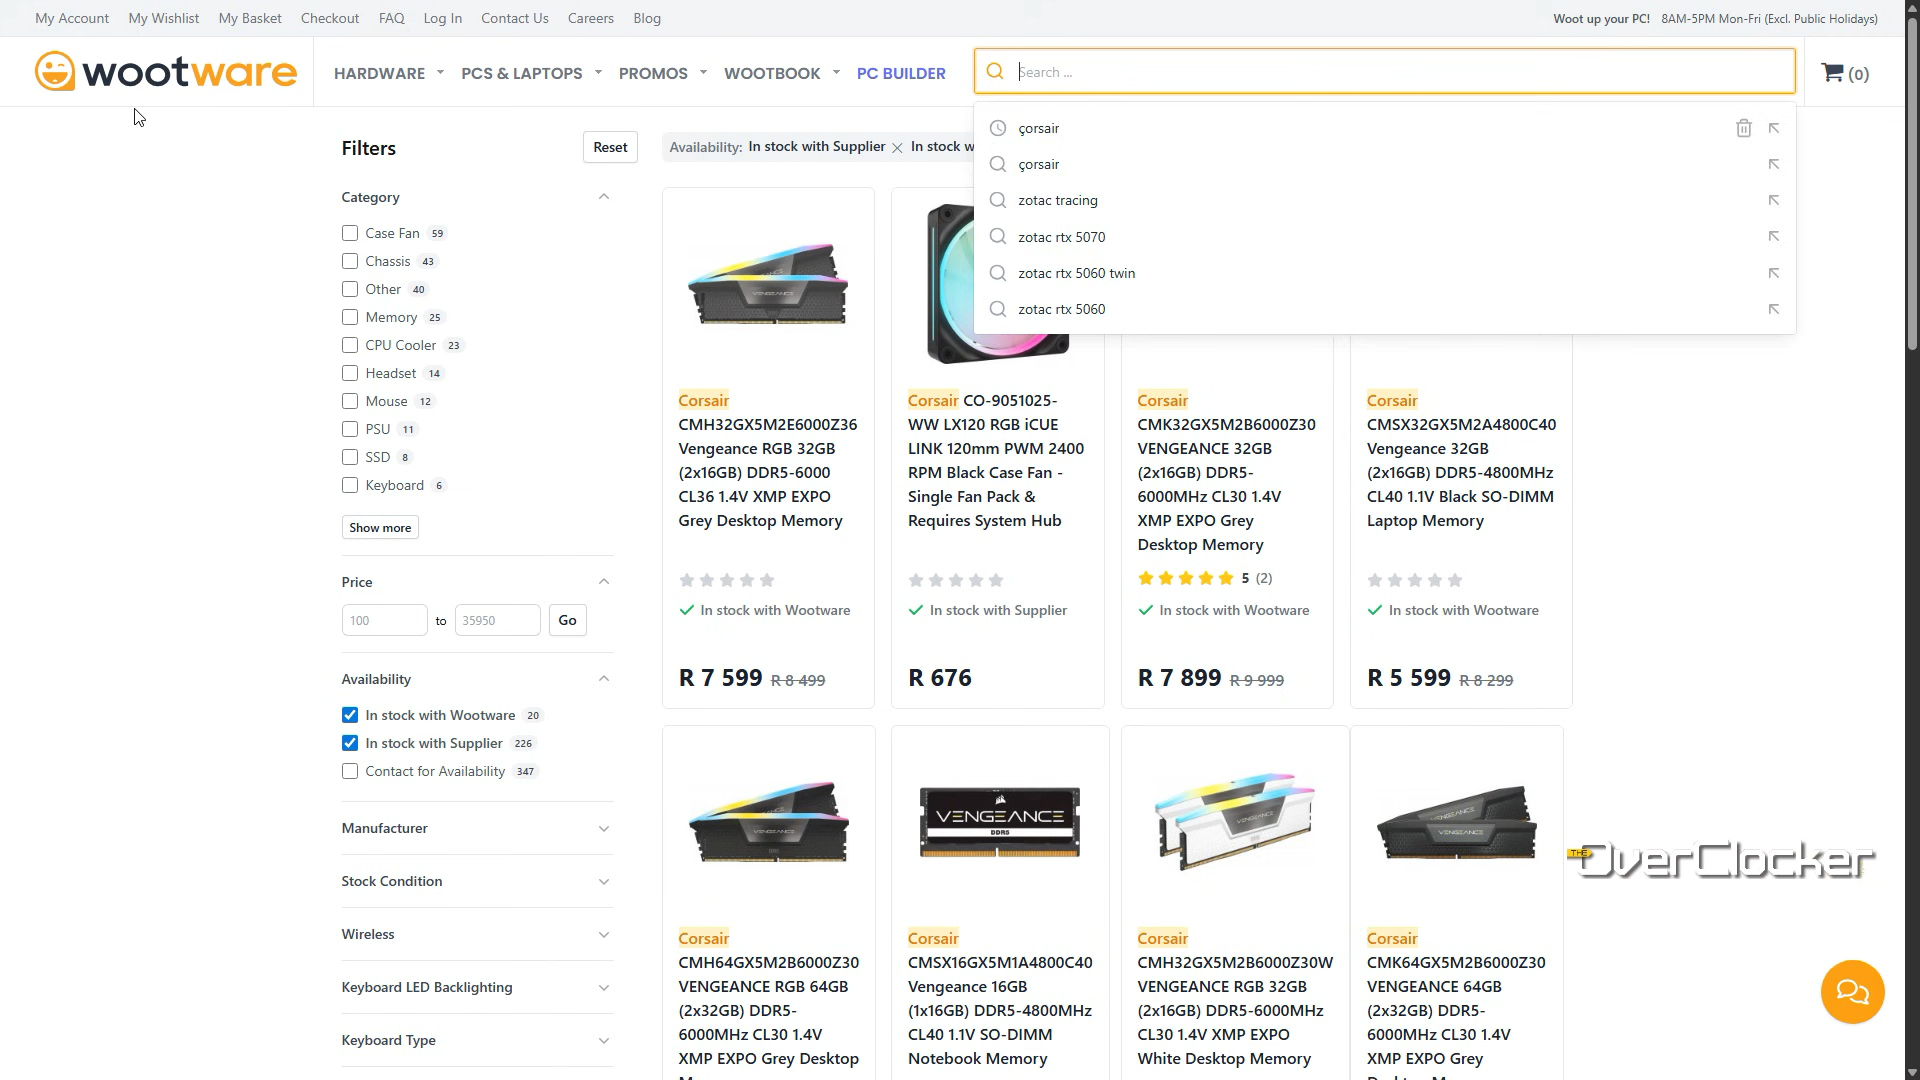 My Account My Wishlist My Basket Checkout FAQ Log In Contact Us Careers Blog
Woot up your PC! 8AM-5PM Mon-Fri (Excl. Public Holidays)
wootware
HARDWARE PCS & LAPTOPS PROMOS WOOTBOOK PC BUILDER
Search ...
(0)
çorsair
çorsair
zotac tracing
zotac rtx 5070
zotac rtx 5060 twin
zotac rtx 5060
Filters
Reset
Category
Case Fan 59
Chassis 43
Other 40
Memory 25
CPU Cooler 23
Headset 14
Mouse 12
PSU 11
SSD 8
Keyboard 6
Show more
Price
100 to 35950 Go
Availability
In stock with Wootware 20
In stock with Supplier 226
Contact for Availability 347
Manufacturer
Stock Condition
Wireless
Keyboard LED Backlighting
Keyboard Type
Availability: In stock with Supplier In stock w
Corsair
CMH32GX5M2E6000Z36
Vengeance RGB 32GB
(2x16GB) DDR5-6000
CL36 1.4V XMP EXPO
Grey Desktop Memory
In stock with Wootware
R 7 599 R 8 499
Corsair CO-9051025-
WW LX120 RGB iCUE
LINK 120mm PWM 2400
RPM Black Case Fan -
Single Fan Pack &
Requires System Hub
In stock with Supplier
R 676
Corsair
CMK32GX5M2B6000Z30
VENGEANCE 32GB
(2x16GB) DDR5-
6000MHz CL30 1.4V
XMP EXPO Grey
Desktop Memory
5 (2)
In stock with Wootware
R 7 899 R 9 999
Corsair
CMSX32GX5M2A4800C40
Vengeance 32GB
(2x16GB) DDR5-4800MHz
CL40 1.1V Black SO-DIMM
Laptop Memory
In stock with Wootware
R 5 599 R 8 299
Corsair
CMH64GX5M2B6000Z30
VENGEANCE RGB 64GB
(2x32GB) DDR5-
6000MHz CL30 1.4V
XMP EXPO Grey Desktop
VENGEANCE
DDR5
Corsair
CMSX16GX5M1A4800C40
Vengeance 16GB
(1x16GB) DDR5-4800MHz
CL40 1.1V SO-DIMM
Notebook Memory
Corsair
CMH32GX5M2B6000Z30W
VENGEANCE RGB 32GB
(2x16GB) DDR5-6000MHz
CL30 1.4V XMP EXPO
White Desktop Memory
Corsair
CMK64GX5M2B6000Z30
VENGEANCE 64GB
(2x32GB) DDR5-
6000MHz CL30 1.4V
XMP EXPO Grey
THE OverClocker